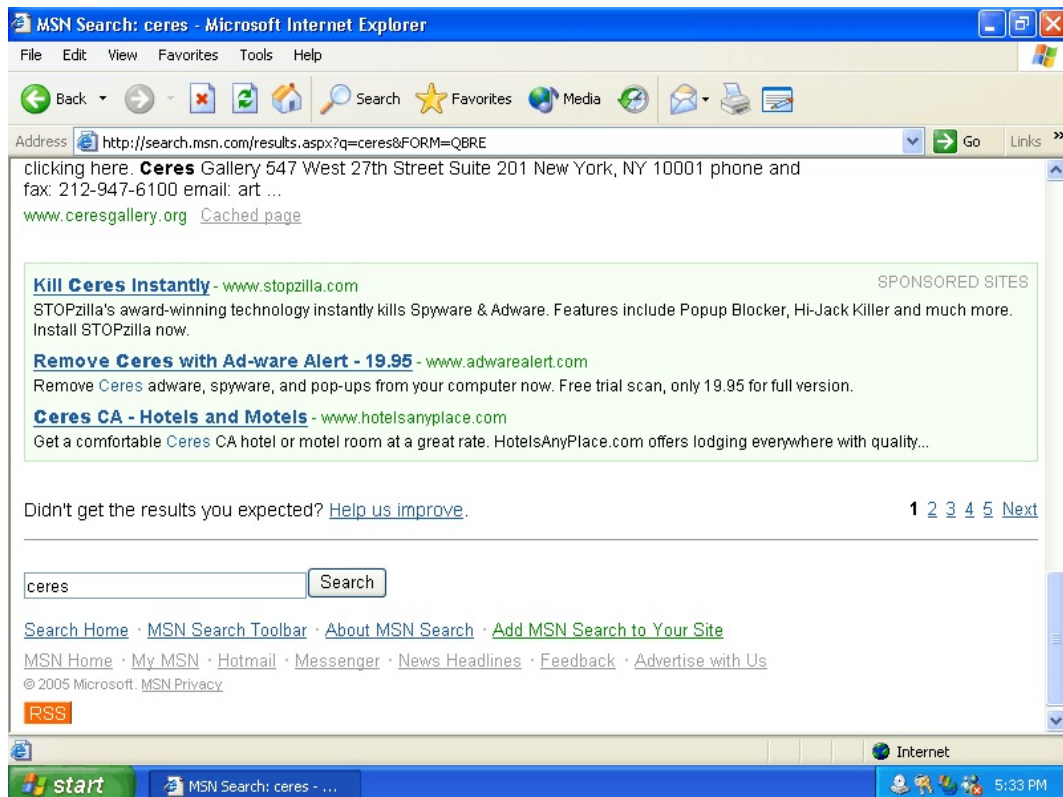 MSN Search: ceres - Microsoft Internet Explorer
File Edit View Favorites Tools Help
Back Search Favorites Media
Address http://search.msn.com/results.aspx?q=ceres&FORM=QBRE Go Links »
clicking here. Ceres Gallery 547 West 27th Street Suite 201 New York, NY 10001 phone and
fax: 212-947-6100 email: art ...
www.ceresgallery.org Cached page
Kill Ceres Instantly - www.stopzilla.com SPONSORED SITES
STOPzilla's award-winning technology instantly kills Spyware & Adware. Features include Popup Blocker, Hi-Jack Killer and much more.
Install STOPzilla now.
Remove Ceres with Ad-ware Alert - 19.95 - www.adwarealert.com
Remove Ceres adware, spyware, and pop-ups from your computer now. Free trial scan, only 19.95 for full version.
Ceres CA - Hotels and Motels - www.hotelsanyplace.com
Get a comfortable Ceres CA hotel or motel room at a great rate. HotelsAnyPlace.com offers lodging everywhere with quality...
Didn't get the results you expected? Help us improve. 1 2 3 4 5 Next
ceres Search
Search Home · MSN Search Toolbar · About MSN Search · Add MSN Search to Your Site
MSN Home · My MSN · Hotmail · Messenger · News Headlines · Feedback · Advertise with Us
© 2005 Microsoft. MSN Privacy
RSS
Internet
start MSN Search: ceres - ... 5:33 PM